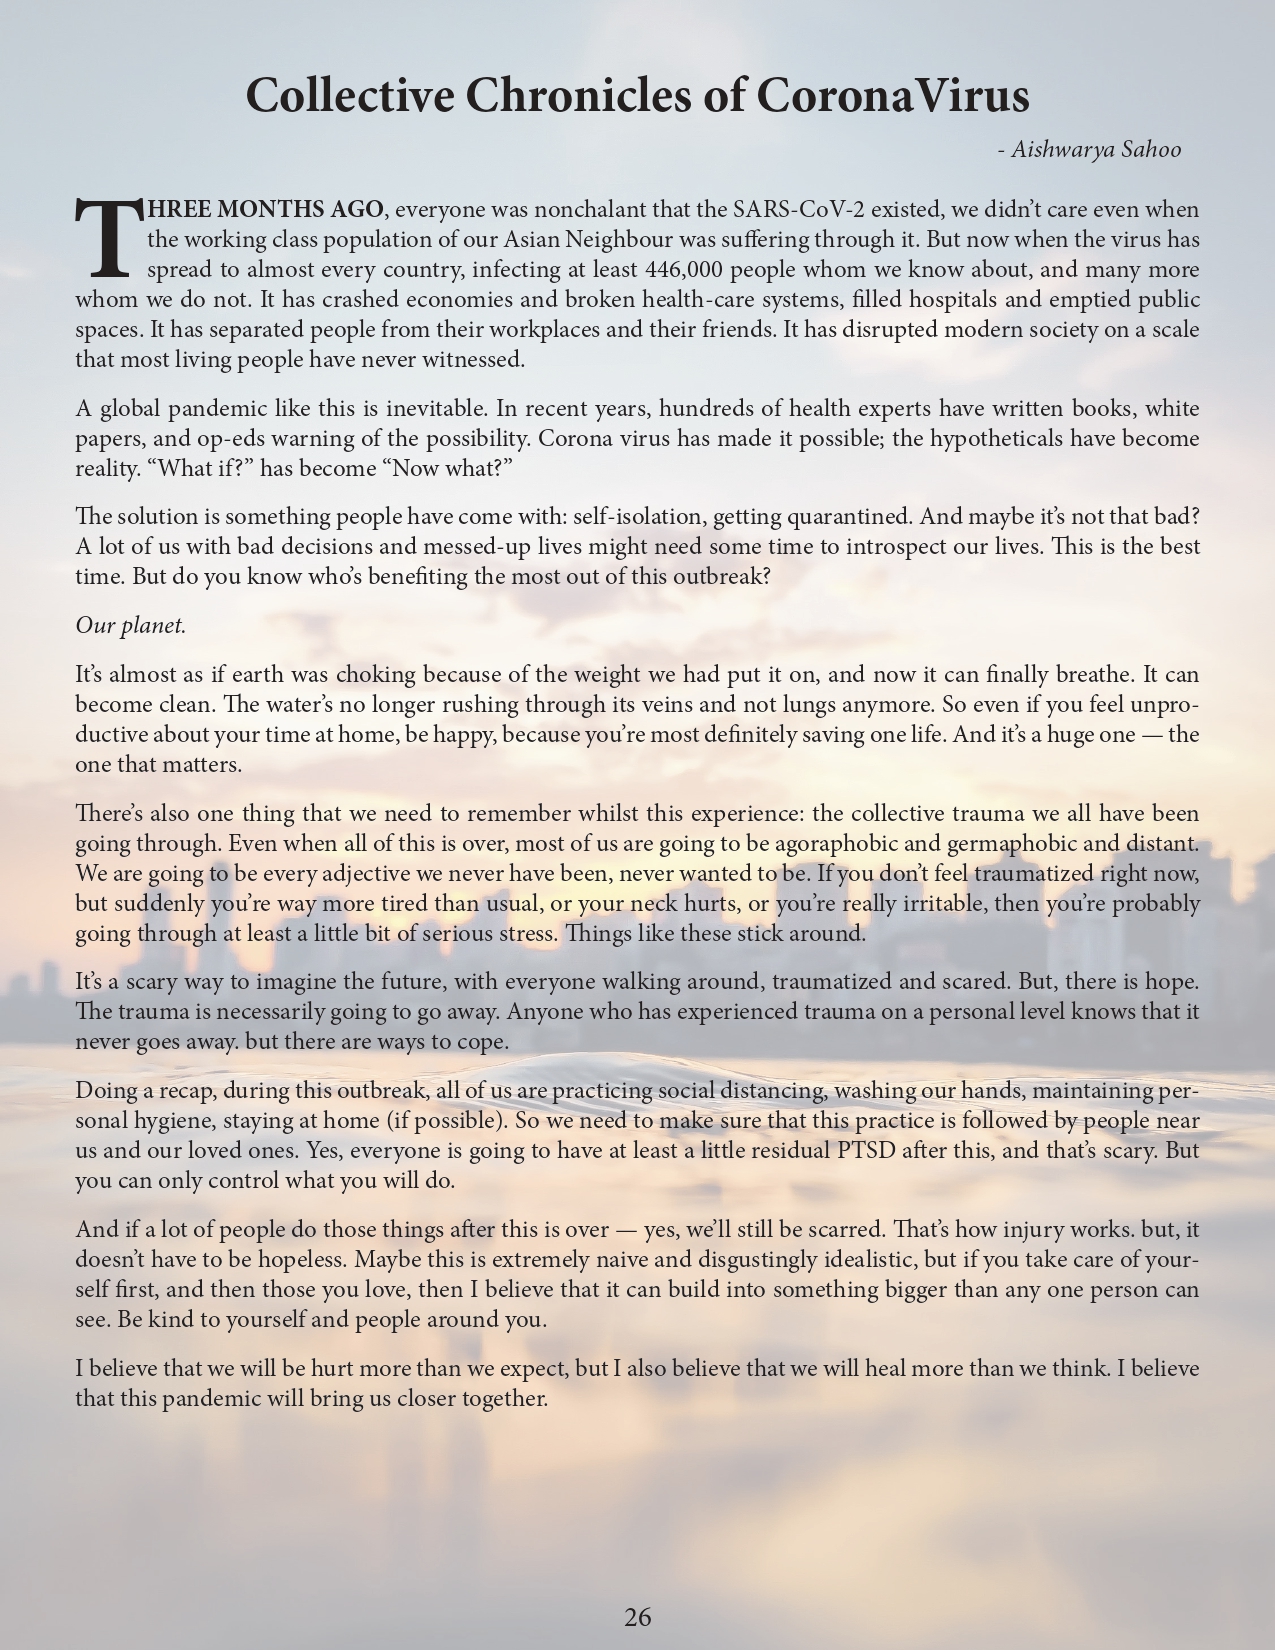 Collective Chronicles of CoronaVirus
- Aishwarya Sahoo
THREE MONTHS AGO, everyone was nonchalant that the SARS-CoV-2 existed, we didn’t care even when
the working class population of our Asian Neighbour was suffering through it. But now when the virus has
spread to almost every country, infecting at least 446,000 people whom we know about, and many more
whom we do not. It has crashed economies and broken health-care systems, filled hospitals and emptied public
spaces. It has separated people from their workplaces and their friends. It has disrupted modern society on a scale
that most living people have never witnessed.
A global pandemic like this is inevitable. In recent years, hundreds of health experts have written books, white
papers, and op-eds warning of the possibility. Corona virus has made it possible; the hypotheticals have become
reality. “What if?” has become “Now what?”
The solution is something people have come with: self-isolation, getting quarantined. And maybe it’s not that bad?
A lot of us with bad decisions and messed-up lives might need some time to introspect our lives. This is the best
time. But do you know who’s benefiting the most out of this outbreak?
Our planet.
It’s almost as if earth was choking because of the weight we had put it on, and now it can finally breathe. It can
become clean. The water’s no longer rushing through its veins and not lungs anymore. So even if you feel unpro-
ductive about your time at home, be happy, because you’re most definitely saving one life. And it’s a huge one — the
one that matters.
There’s also one thing that we need to remember whilst this experience: the collective trauma we all have been
going through. Even when all of this is over, most of us are going to be agoraphobic and germaphobic and distant.
We are going to be every adjective we never have been, never wanted to be. If you don’t feel traumatized right now,
but suddenly you’re way more tired than usual, or your neck hurts, or you’re really irritable, then you’re probably
going through at least a little bit of serious stress. Things like these stick around.
It’s a scary way to imagine the future, with everyone walking around, traumatized and scared. But, there is hope.
The trauma is necessarily going to go away. Anyone who has experienced trauma on a personal level knows that it
never goes away. but there are ways to cope.
Doing a recap, during this outbreak, all of us are practicing social distancing, washing our hands, maintaining per-
sonal hygiene, staying at home (if possible). So we need to make sure that this practice is followed by people near
us and our loved ones. Yes, everyone is going to have at least a little residual PTSD after this, and that’s scary. But
you can only control what you will do.
And if a lot of people do those things after this is over — yes, we’ll still be scarred. That’s how injury works. but, it
doesn’t have to be hopeless. Maybe this is extremely naive and disgustingly idealistic, but if you take care of your-
self first, and then those you love, then I believe that it can build into something bigger than any one person can
see. Be kind to yourself and people around you.
I believe that we will be hurt more than we expect, but I also believe that we will heal more than we think. I believe
that this pandemic will bring us closer together.
26